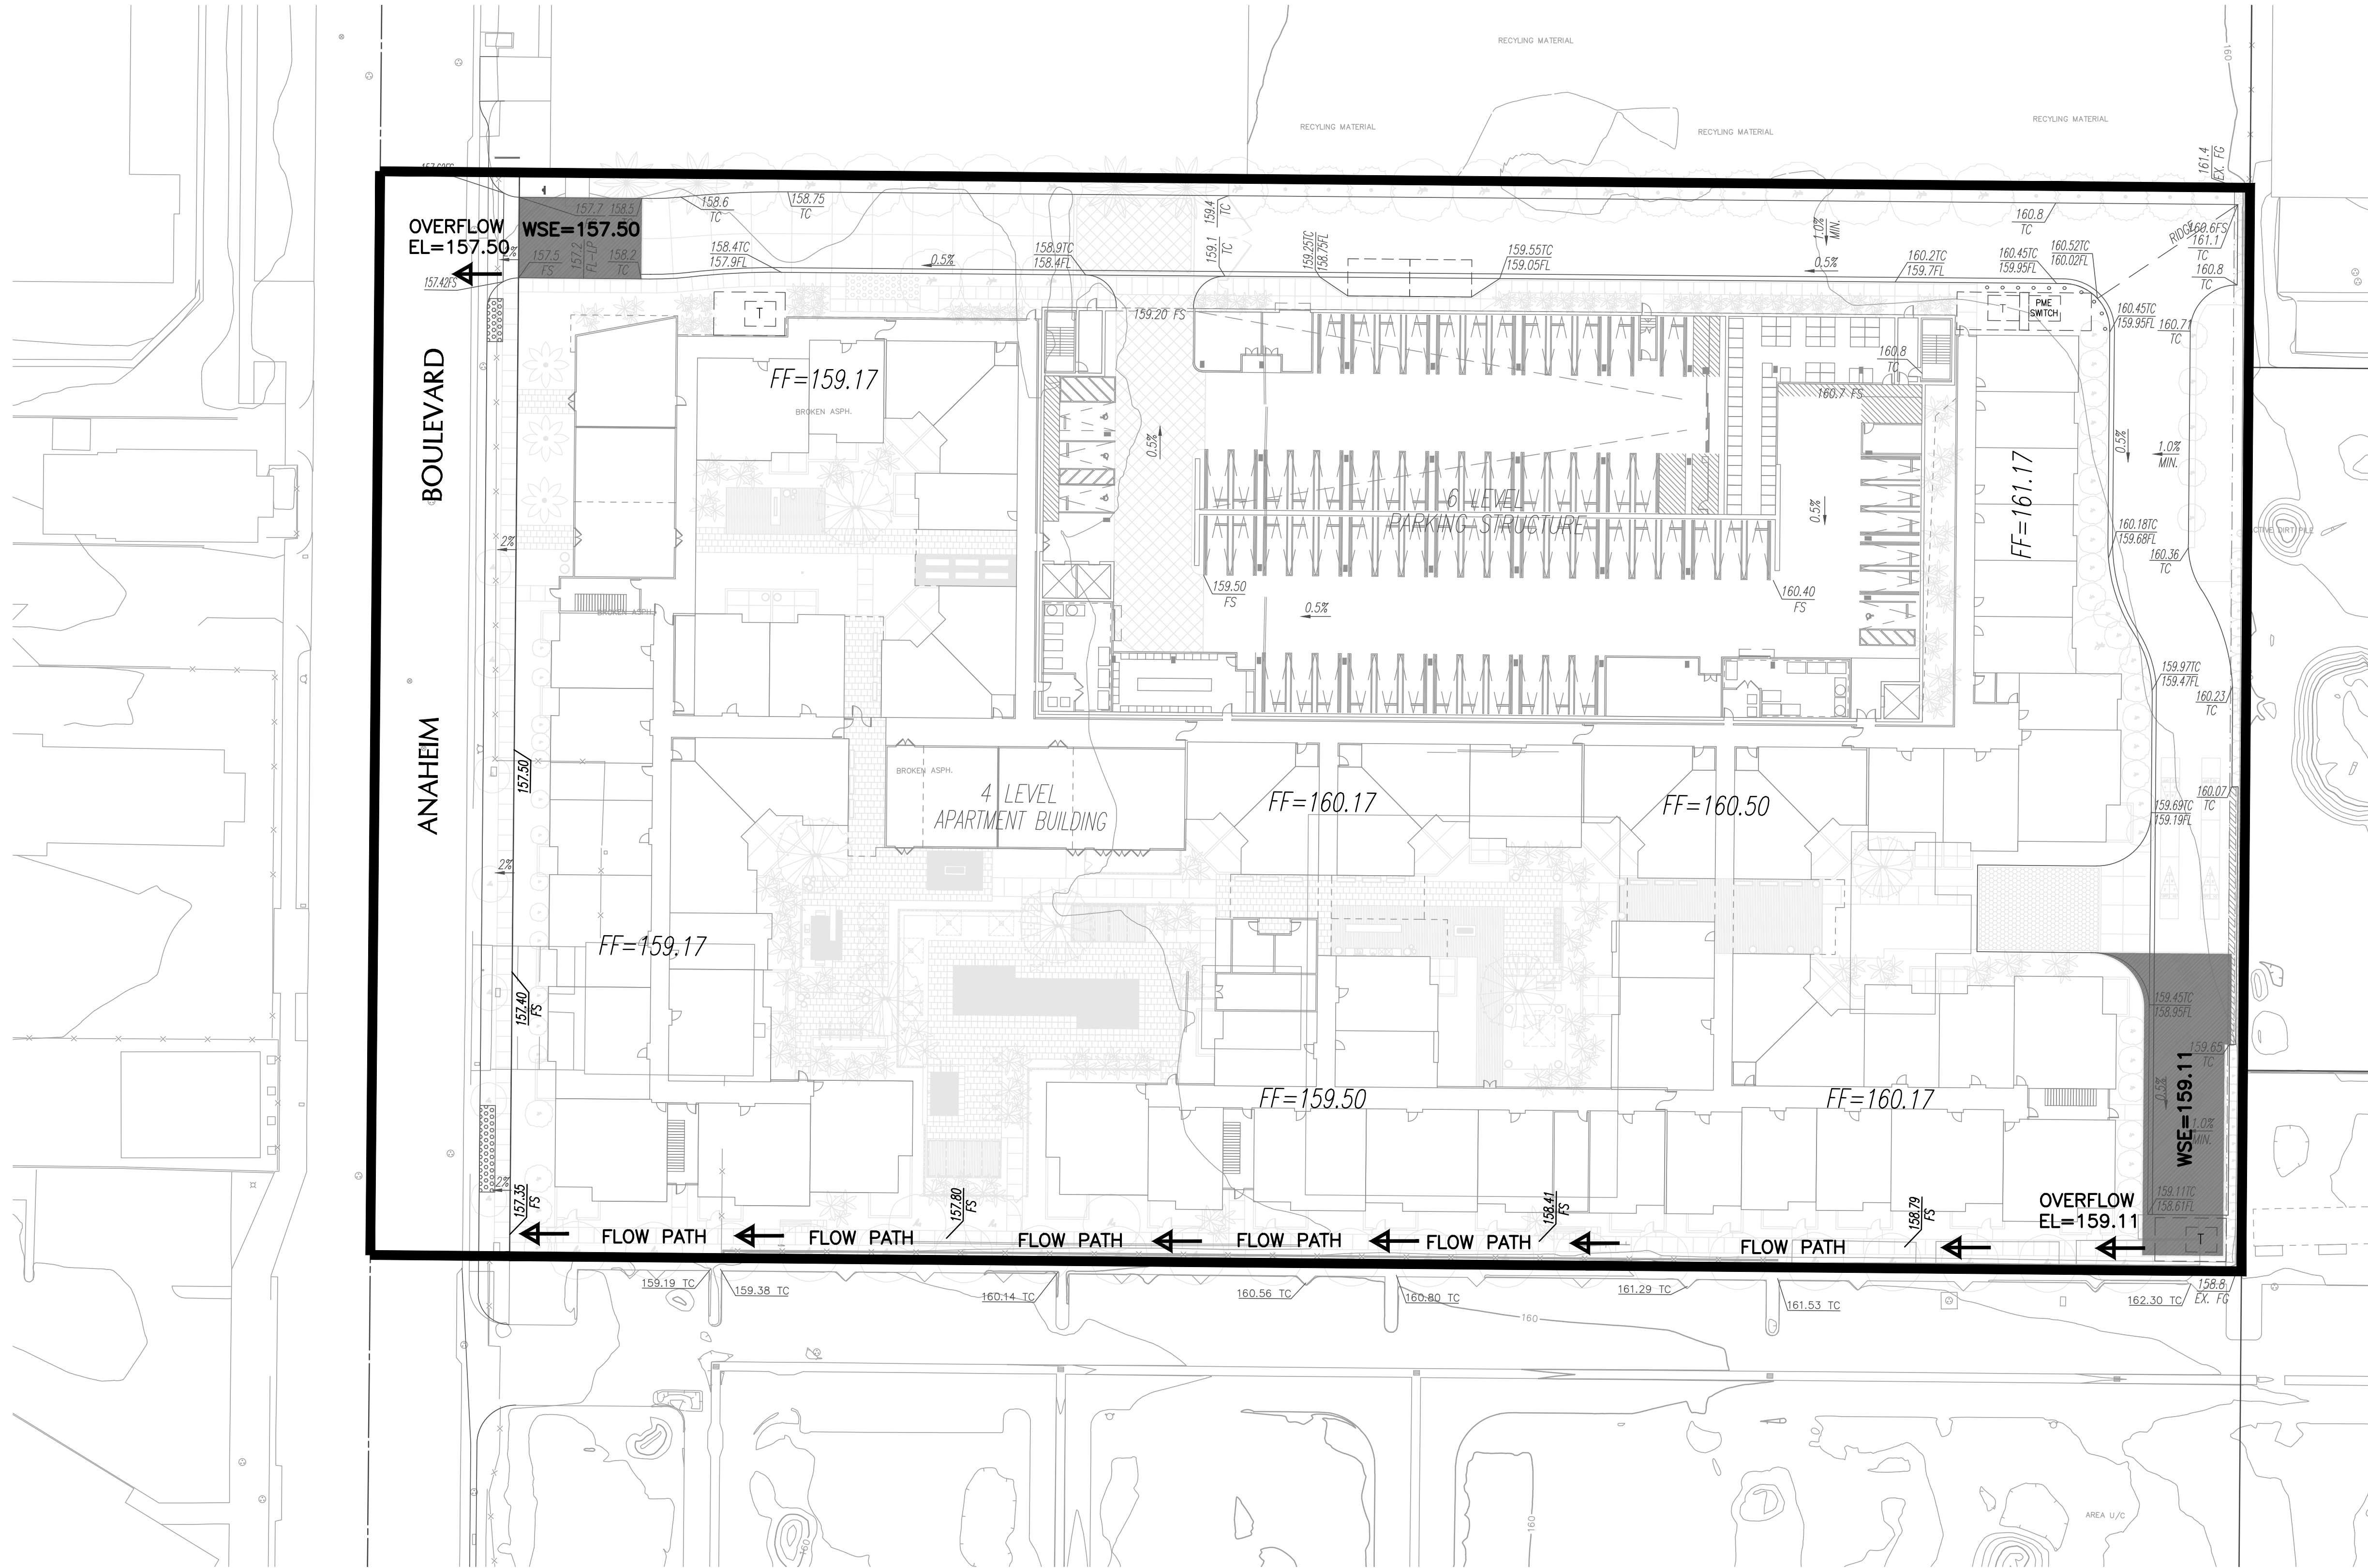 RECYLING MATERIAL
RECYLING MATERIAL
RECYLING MATERIAL
RECYLING MATERIAL
160
161.4
EX. FG
OVERFLOW
EL=157.50
WSE=157.50
157.7
158.5
157.5
FS
157.2
FL-LP
158.2
TC
2%
157.42FS
158.6
TC
158.75
TC
158.4TC
157.9FL
0.5%
158.9TC
158.4FL
159.4
TC
159.1
TC
159.25TC
158.75FL
159.55TC
159.05FL
1.0%
MIN.
0.5%
160.8
TC
160.2TC
159.7FL
160.45TC
159.95FL
160.52TC
160.02FL
RIDGE
160.6FS
161.1
TC
160.8
TC
T
159.20 FS
T
PME
SWITCH
160.45TC
159.95FL
160.71
TC
FF=159.17
BROKEN ASPH.
160.8
TC
160.7 FS
BOULEVARD
0.5%
6 LEVEL
PARKING STRUCTURE
0.5%
FF=161.17
0.5%
1.0%
MIN.
160.18TC
159.68FL
160.36
TC
2%
BROKEN ASPH.
159.50
FS
0.5%
160.40
FS
159.97TC
159.47FL
160.23
TC
ANAHEIM
157.50
BROKEN ASPH.
4 LEVEL
APARTMENT BUILDING
FF=160.17
FF=160.50
160.07
TC
159.69TC
159.19FL
2%
FF=159.17
157.40
FS
159.45TC
158.95FL
159.65
TC
WSE=159.11
0.5%
1.0%
MIN.
FF=159.50
FF=160.17
2%
157.35
FS
157.80
FS
158.41
FS
158.79
FS
159.11TC
158.61FL
OVERFLOW
EL=159.11
T
FLOW PATH
FLOW PATH
FLOW PATH
FLOW PATH
FLOW PATH
FLOW PATH
159.19 TC
159.38 TC
160.14 TC
160.56 TC
160.80 TC
161.29 TC
161.53 TC
162.30 TC
158.8
EX. FG
160
160
160
AREA U/C